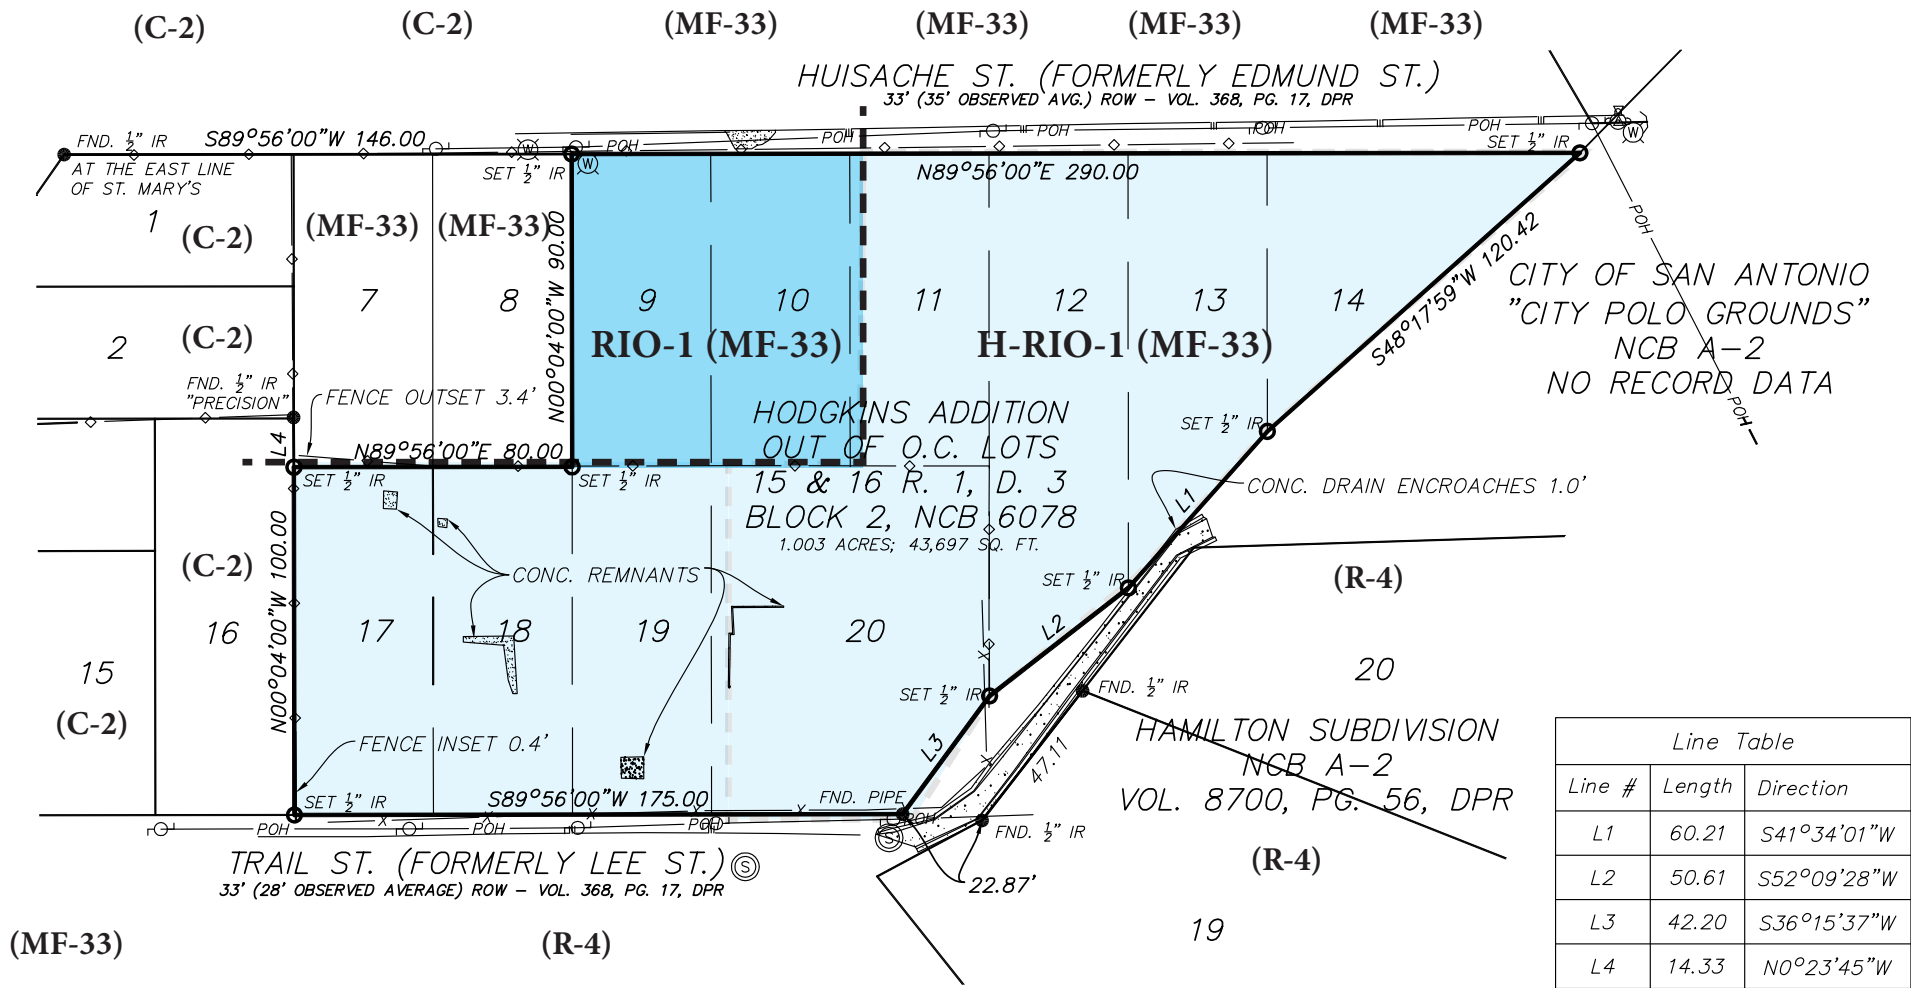 (C-2)
(C-2)
(MF-33)
(MF-33)
(MF-33)
(MF-33)
HUISACHE ST. (FORMERLY EDMUND ST.)
33' (35' OBSERVED AVG.) ROW – VOL. 368, PG. 17, DPR
FND. ½" IR
S89°56'00"W 146.00
AT THE EAST LINE
OF ST. MARY'S
POH
POH
POH
POH
SET ½" IR
SET ½" IR
W
W
W
N89°56'00"E 290.00
1
(C-2)
(MF-33)
(MF-33)
N00°04'00"W 90.00
POH
S48°17'59"W 120.42
CITY OF SAN ANTONIO
"CITY POLO GROUNDS"
NCB A-2
NO RECORD DATA
POH
7
8
9
10
11
12
13
14
2
(C-2)
RIO-1 (MF-33)
H-RIO-1 (MF-33)
FND. ½" IR
"PRECISION"
FENCE OUTSET 3.4'
L4
N89°56'00"E 80.00
HODGKINS ADDITION
OUT OF O.C. LOTS
15 & 16 R. 1, D. 3
BLOCK 2, NCB 6078
1.003 ACRES; 43,697 SQ. FT.
SET ½" IR
SET ½" IR
SET ½" IR
L1
CONC. DRAIN ENCROACHES 1.0'
N00°04'00"W 100.00
(C-2)
CONC. REMNANTS
SET ½" IR
(R-4)
16
17
18
19
20
L2
15
(C-2)
20
SET ½" IR
X
FND. ½" IR
FENCE INSET 0.4'
L3
X
47.11
HAMILTON SUBDIVISION
NCB A-2
VOL. 8700, PG. 56, DPR
SET ½" IR
S89°56'00"W 175.00
FND. PIPE
X
X
X
X
X
POH
POH
POH
POH
S
FND. ½" IR
TRAIL ST. (FORMERLY LEE ST.)
S
33' (28' OBSERVED AVERAGE) ROW – VOL. 368, PG. 17, DPR
22.87'
(R-4)
19
(MF-33)
(R-4)
Line Table
Line # Length Direction
L1 60.21 S41°34'01"W
L2 50.61 S52°09'28"W
L3 42.20 S36°15'37"W
L4 14.33 N0°23'45"W